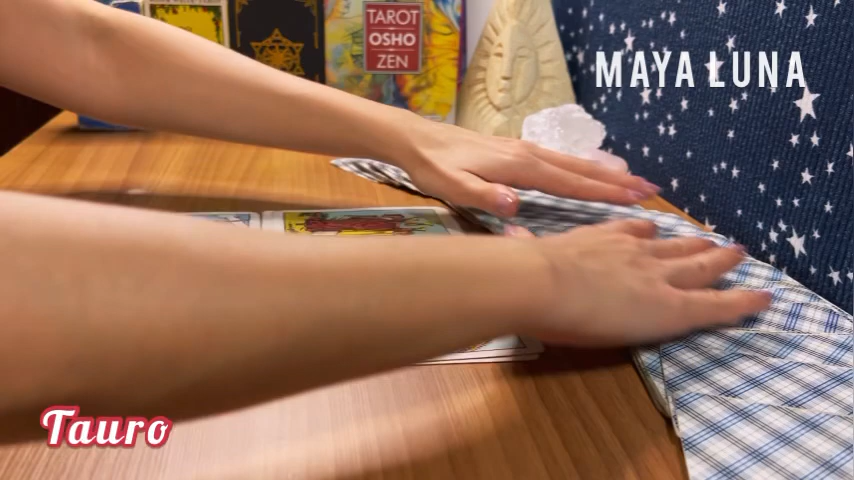 TAROT
OSHO
ZEN
MAYA LUNA
Tauro